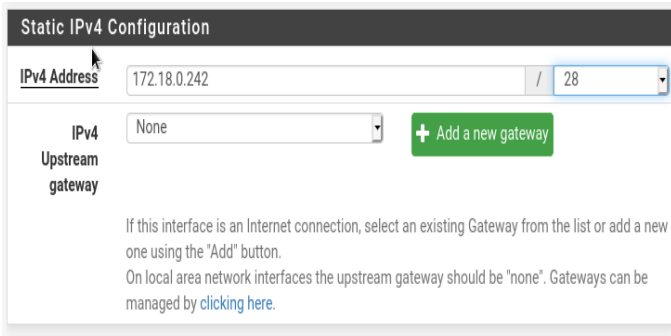 Static IPv4 Configuration
IPv4 Address 172.18.0.242 / 28
IPv4 Upstream gateway None Add a new gateway
If this interface is an Internet connection, select an existing Gateway from the list or add a new
one using the "Add" button.
On local area network interfaces the upstream gateway should be "none". Gateways can be
managed by clicking here.